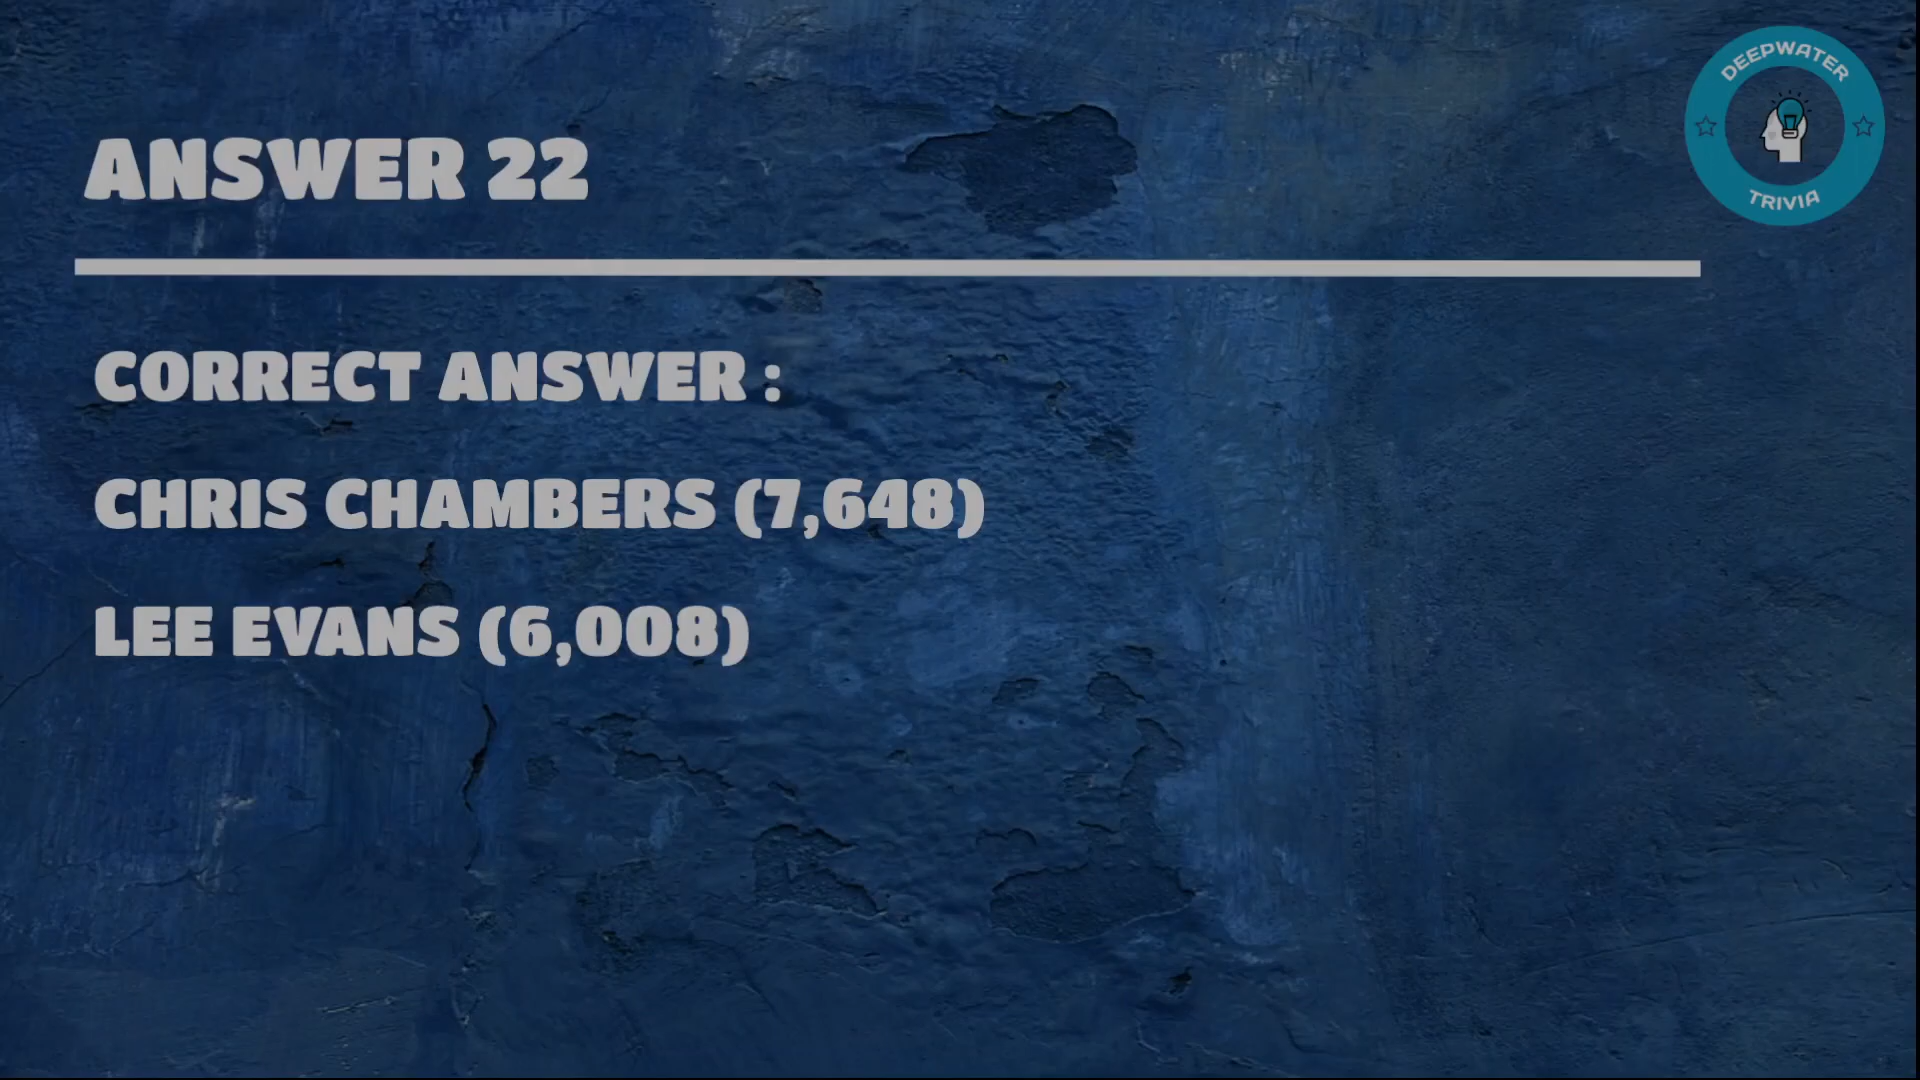 DEEPWATER
TRIVIA
ANSWER 22
CORRECT ANSWER :
CHRIS CHAMBERS (7,648)
LEE EVANS (6,008)